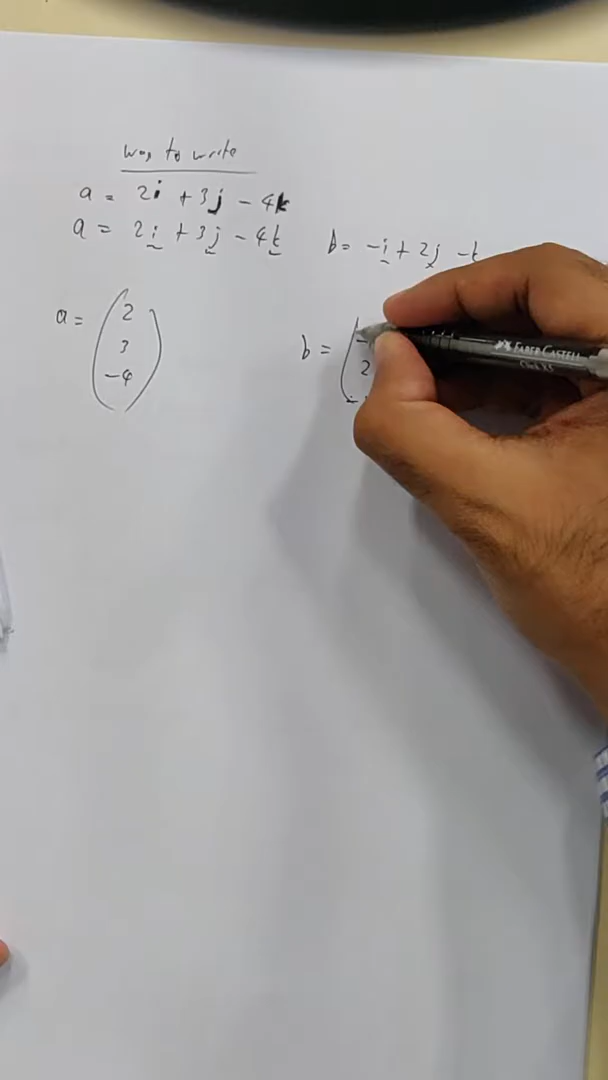 ways to write
a = 2i + 3j - 4k
a = 2i + 3j - 4k
b = -i + 2j - k
a = (2 3 -4)
b = ( - 2 -
FABER CASTELL